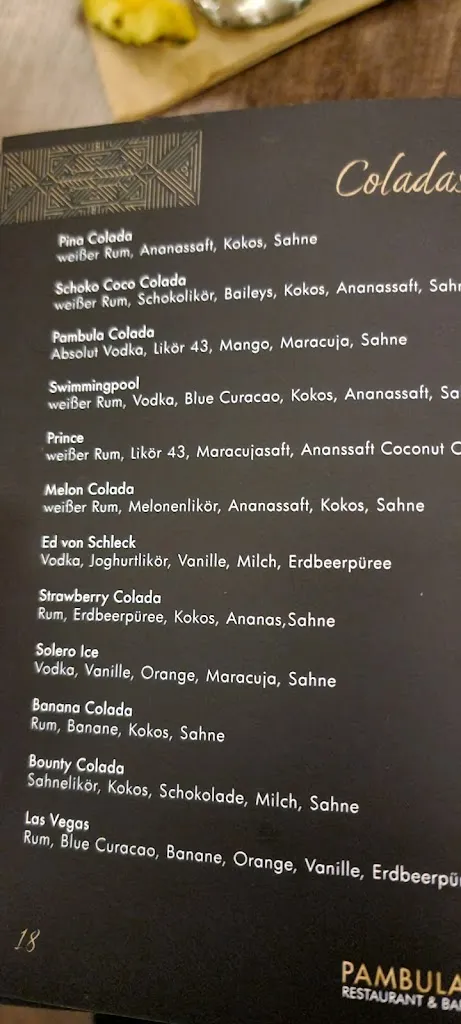 Coladas
Pina Colada
weißer Rum, Ananassaft, Kokos, Sahne
Schoko Coco Colada
weißer Rum, Schokolikör, Baileys, Kokos, Ananassaft,
Pambula Colada
Absolut Vodka, Likör 43, Mango, Maracuja, Sahne
Swimmingpool
weißer Rum, Vodka, Blue Curacao, Kokos, Ananassaft,
Prince
weißer Rum, Likör 43, Maracujasaft, Ananssaft Coconut
Melon Colada
weißer Rum, Melonenlikör, Ananassaft, Kokos, Sahne
Ed von Schleck
Vodka, Joghurtlikör, Vanille, Milch, Erdbeerpüree
Strawberry Colada
Rum, Erdbeerpüree, Kokos, Ananas,Sahne
Solero Ice
Vodka, Vanille, Orange, Maracuja, Sahne
Banana Colada
Rum, Banane, Kokos, Sahne
Bounty Colada
Sahnelikör, Kokos, Schokolade, Milch, Sahne
Las Vegas
Rum, Blue Curacao, Banane, Orange, Vanille,
18
PAMBULA
RESTAURANT &